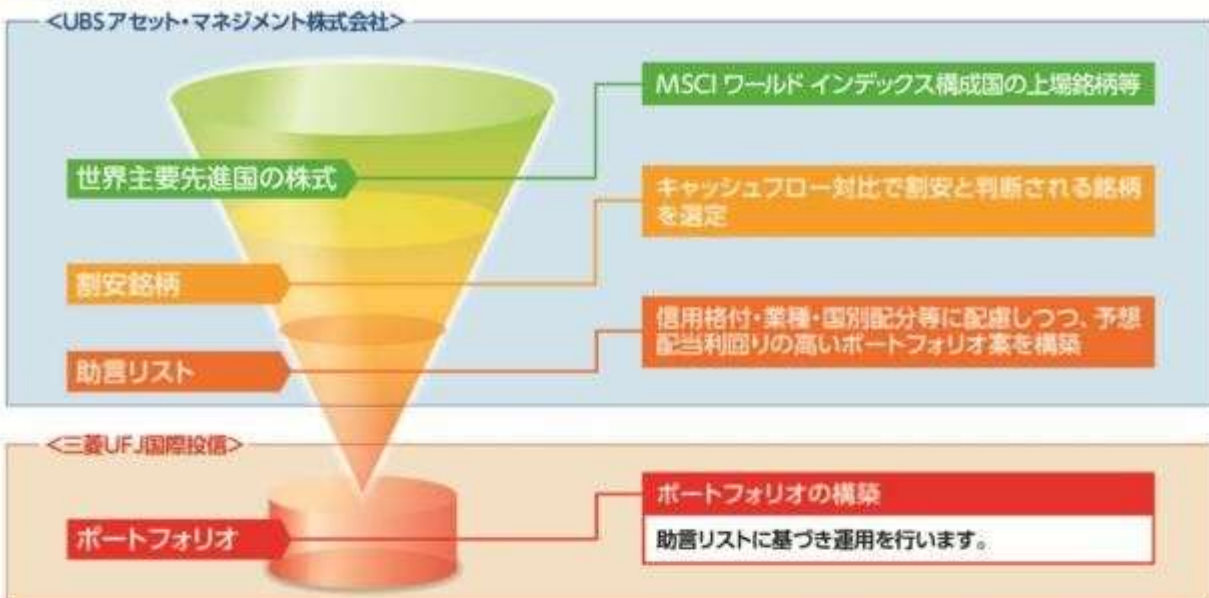 <UBSアセット・マネジメント株式会社>
MSCI ワールド インデックス構成国の上場銘柄等
世界主要先進国の株式
キャッシュフロー対比で割安と判断される銘柄
を選定
割安銘柄
信用格付・業種・国別配分等に配慮しつつ、予想
配当利回りの高いポートフォリオ案を構築
助言リスト
<三菱UFJ国際投信>
ポートフォリオの構築
ポートフォリオ
助言リストに基づき運用を行います。